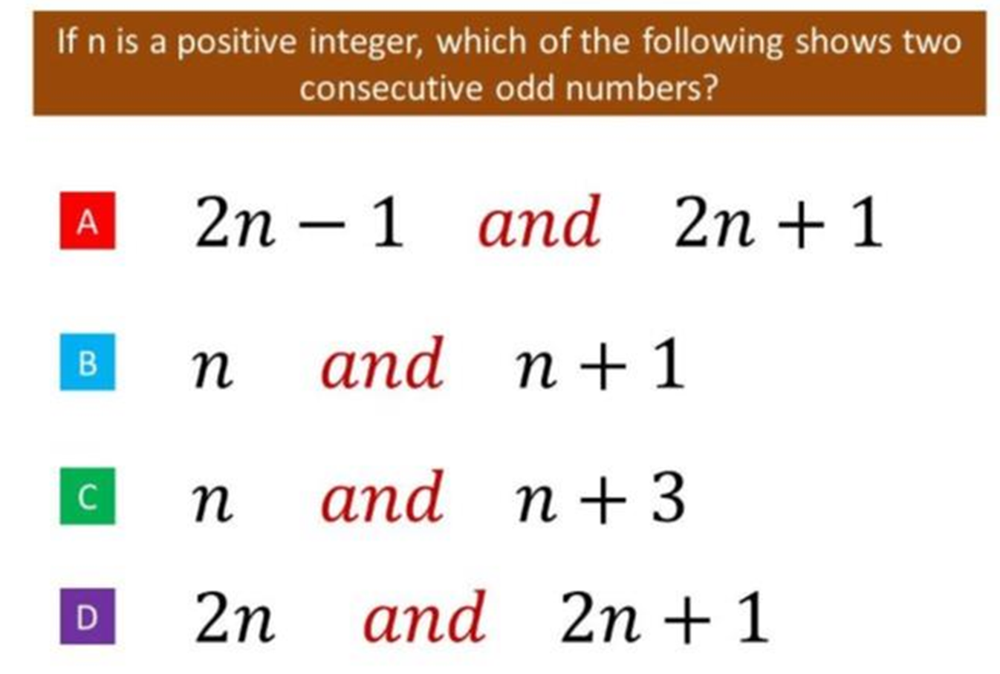 If n is a positive integer, which of the following shows two
consecutive odd numbers?
A 2n − 1 and 2n + 1
B n and n + 1
C n and n + 3
D 2n and 2n + 1